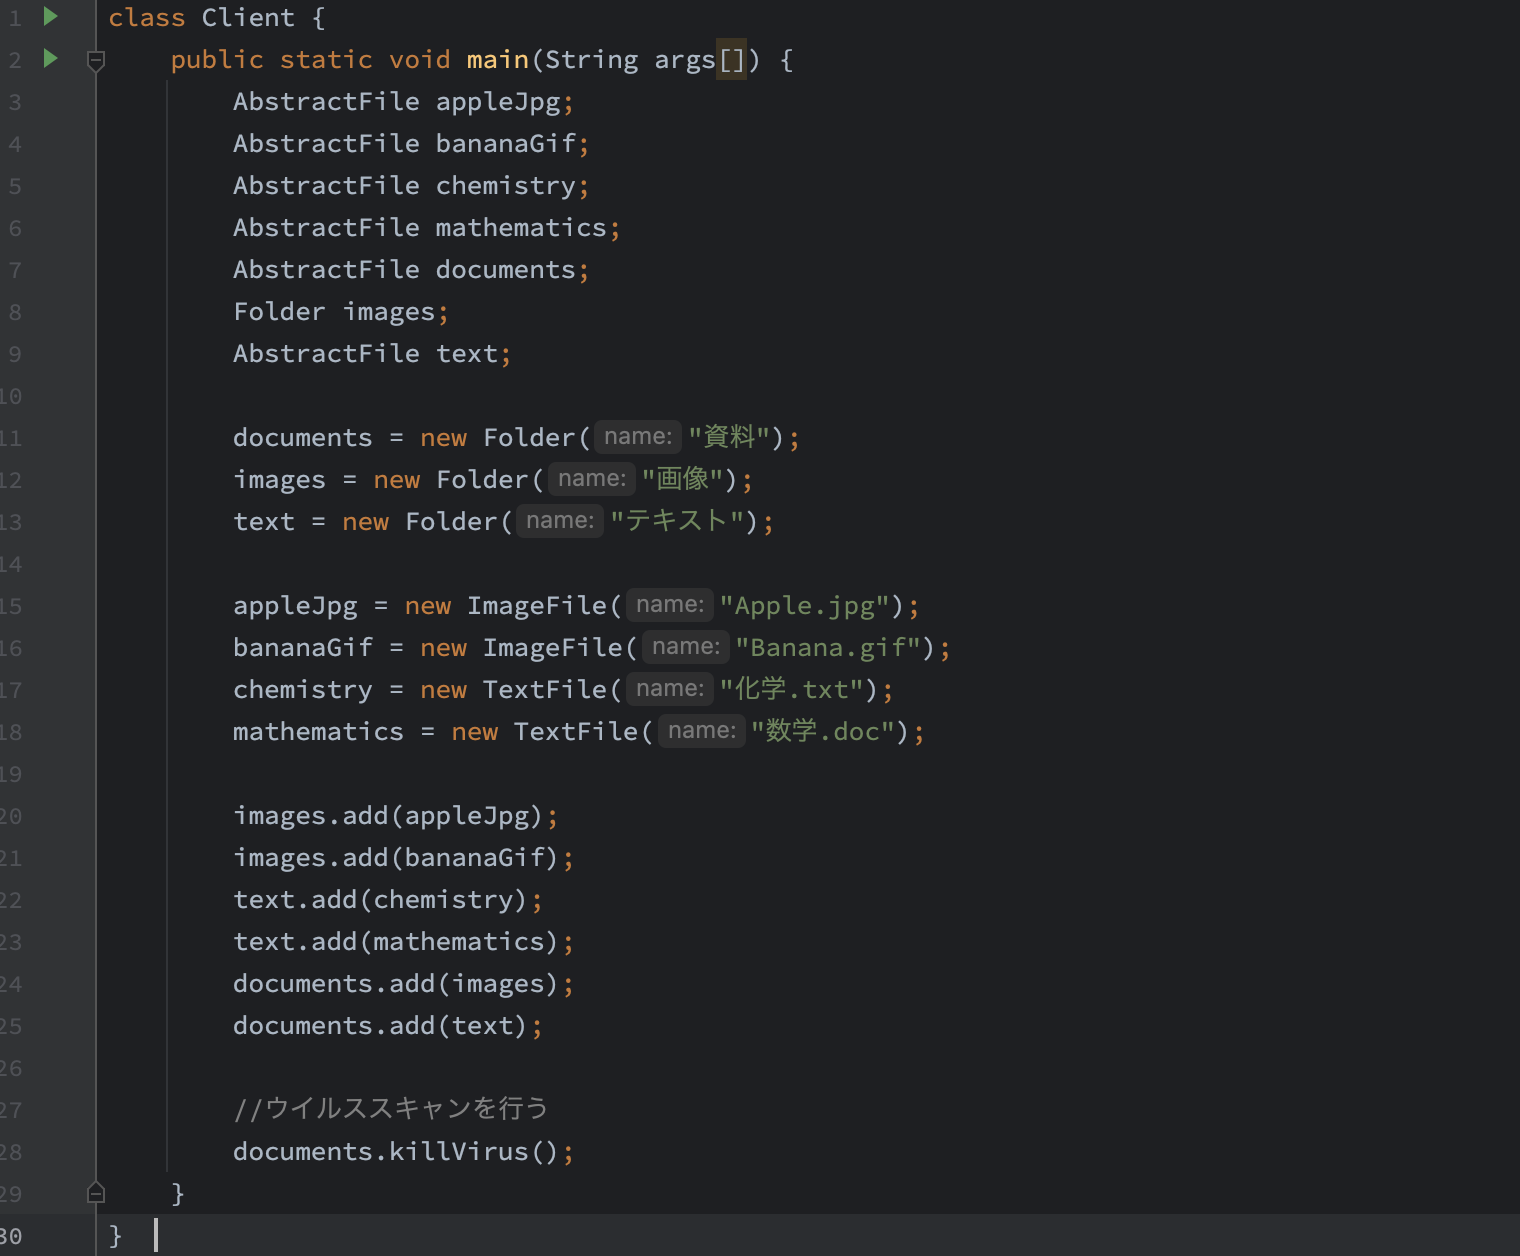 1 class Client {
2 public static void main(String args[]) {
3 AbstractFile appleJpg;
4 AbstractFile bananaGif;
5 AbstractFile chemistry;
6 AbstractFile mathematics;
7 AbstractFile documents;
8 Folder images;
9 AbstractFile text;
10
11 documents = new Folder( name: "資料");
12 images = new Folder( name: "画像");
13 text = new Folder( name: "テキスト");
14
15 appleJpg = new ImageFile( name: "Apple.jpg");
16 bananaGif = new ImageFile( name: "Banana.gif");
17 chemistry = new TextFile( name: "化学.txt");
18 mathematics = new TextFile( name: "数学.doc");
19
20 images.add(appleJpg);
21 images.add(bananaGif);
22 text.add(chemistry);
23 text.add(mathematics);
24 documents.add(images);
25 documents.add(text);
26
27 //ウイルススキャンを行う
28 documents.killVirus();
29 }
30 }